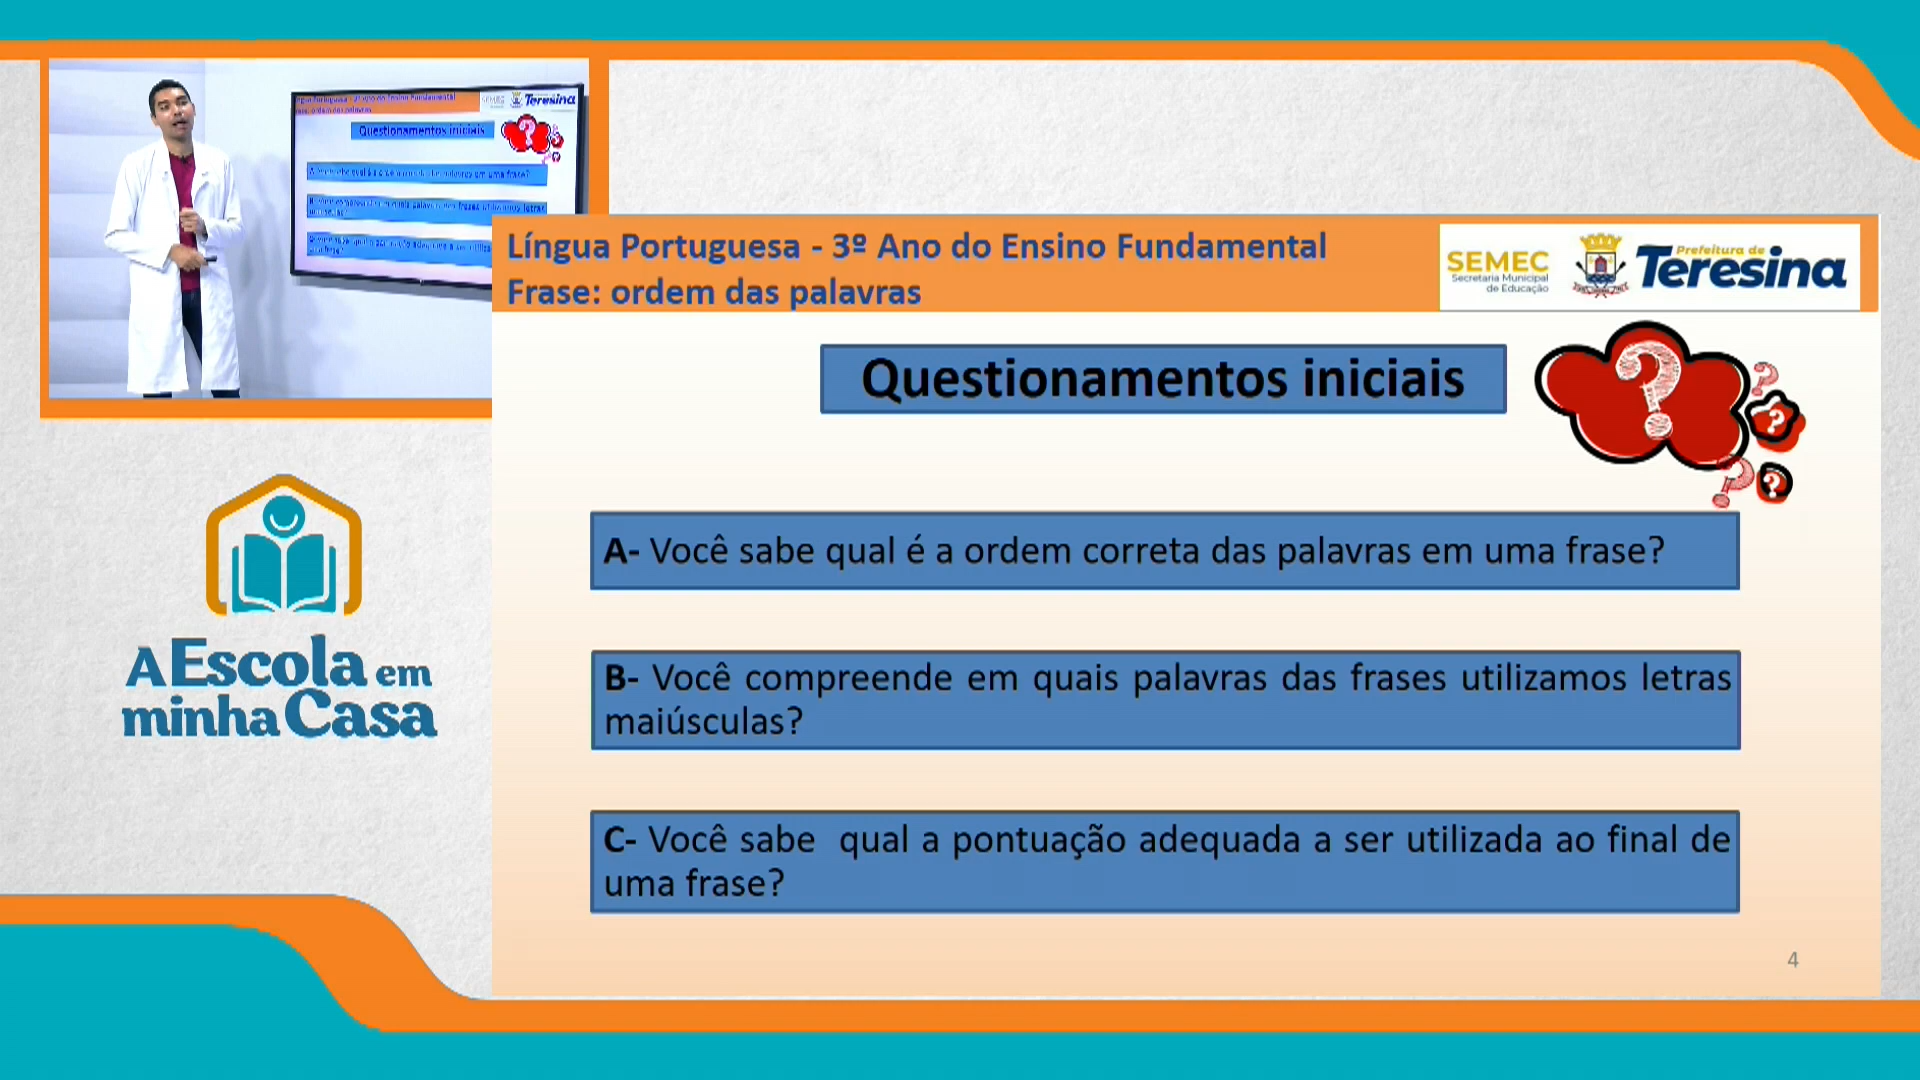 Língua Portuguesa - 3º Ano do Ensino Fundamental
Frase: ordem das palavras
SEMEC
Secretaria Municipal
de Educação
Prefeitura de
Teresina
Questionamentos iniciais
A- Você sabe qual é a ordem correta das palavras em uma frase?
B- Você compreende em quais palavras das frases utilizamos letras
maiúsculas?
C- Você sabe qual a pontuação adequada a ser utilizada ao final de
uma frase?
4
A Escola em
minha Casa
Teresina
Questionamentos iniciais